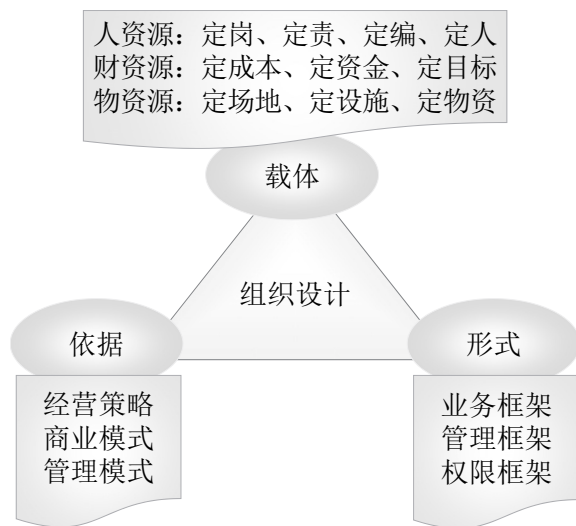 人资源：定岗、定责、定编、定人
财资源：定成本、定资金、定目标
物资源：定场地、定设施、定物资
载体
组织设计
依据
形式
经营策略
商业模式
管理模式
业务框架
管理框架
权限框架